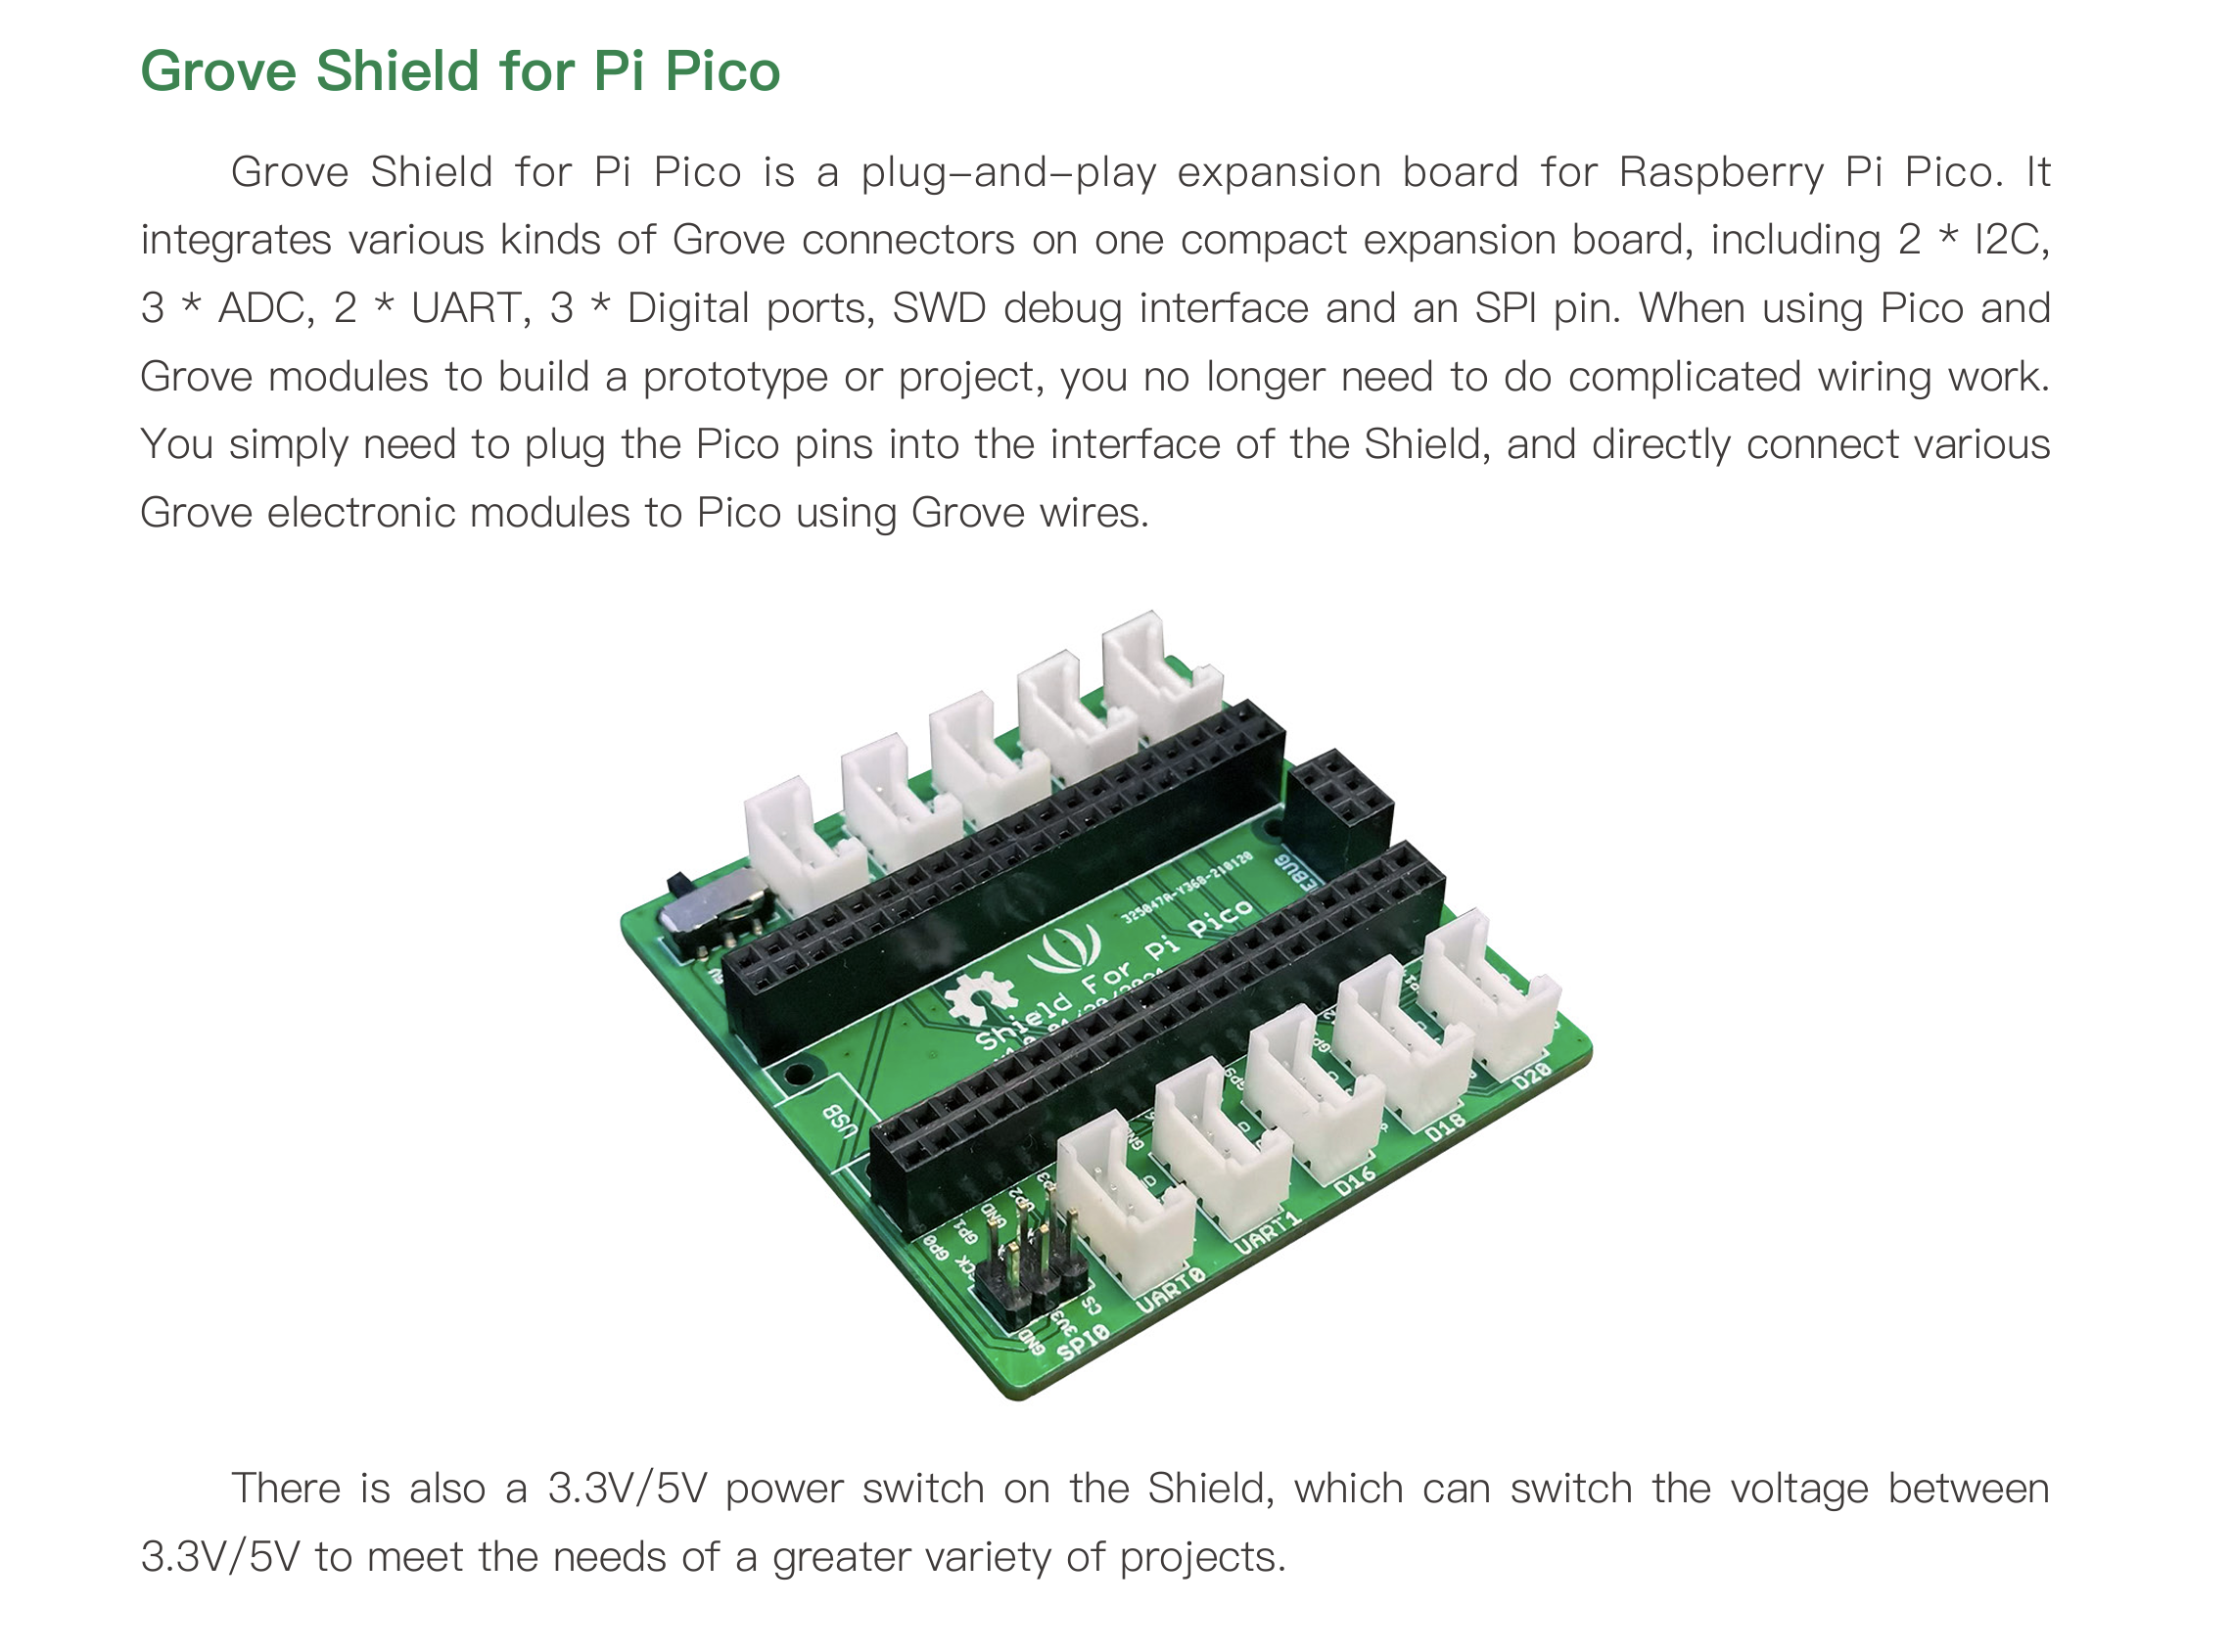 Grove Shield for Pi Pico
Grove Shield for Pi Pico is a plug–and–play expansion board for Raspberry Pi Pico. It
integrates various kinds of Grove connectors on one compact expansion board, including 2 * I2C,
3 * ADC, 2 * UART, 3 * Digital ports, SWD debug interface and an SPI pin. When using Pico and
Grove modules to build a prototype or project, you no longer need to do complicated wiring work.
You simply need to plug the Pico pins into the interface of the Shield, and directly connect various
Grove electronic modules to Pico using Grove wires.
325047A-Y368-210120
Shield For Pi Pico
USB
D20
D18
D16
UART1
UART0
GP2
GND
GP1
GP0
CS
3V3
GND
SPI0
There is also a 3.3V/5V power switch on the Shield, which can switch the voltage between
3.3V/5V to meet the needs of a greater variety of projects.